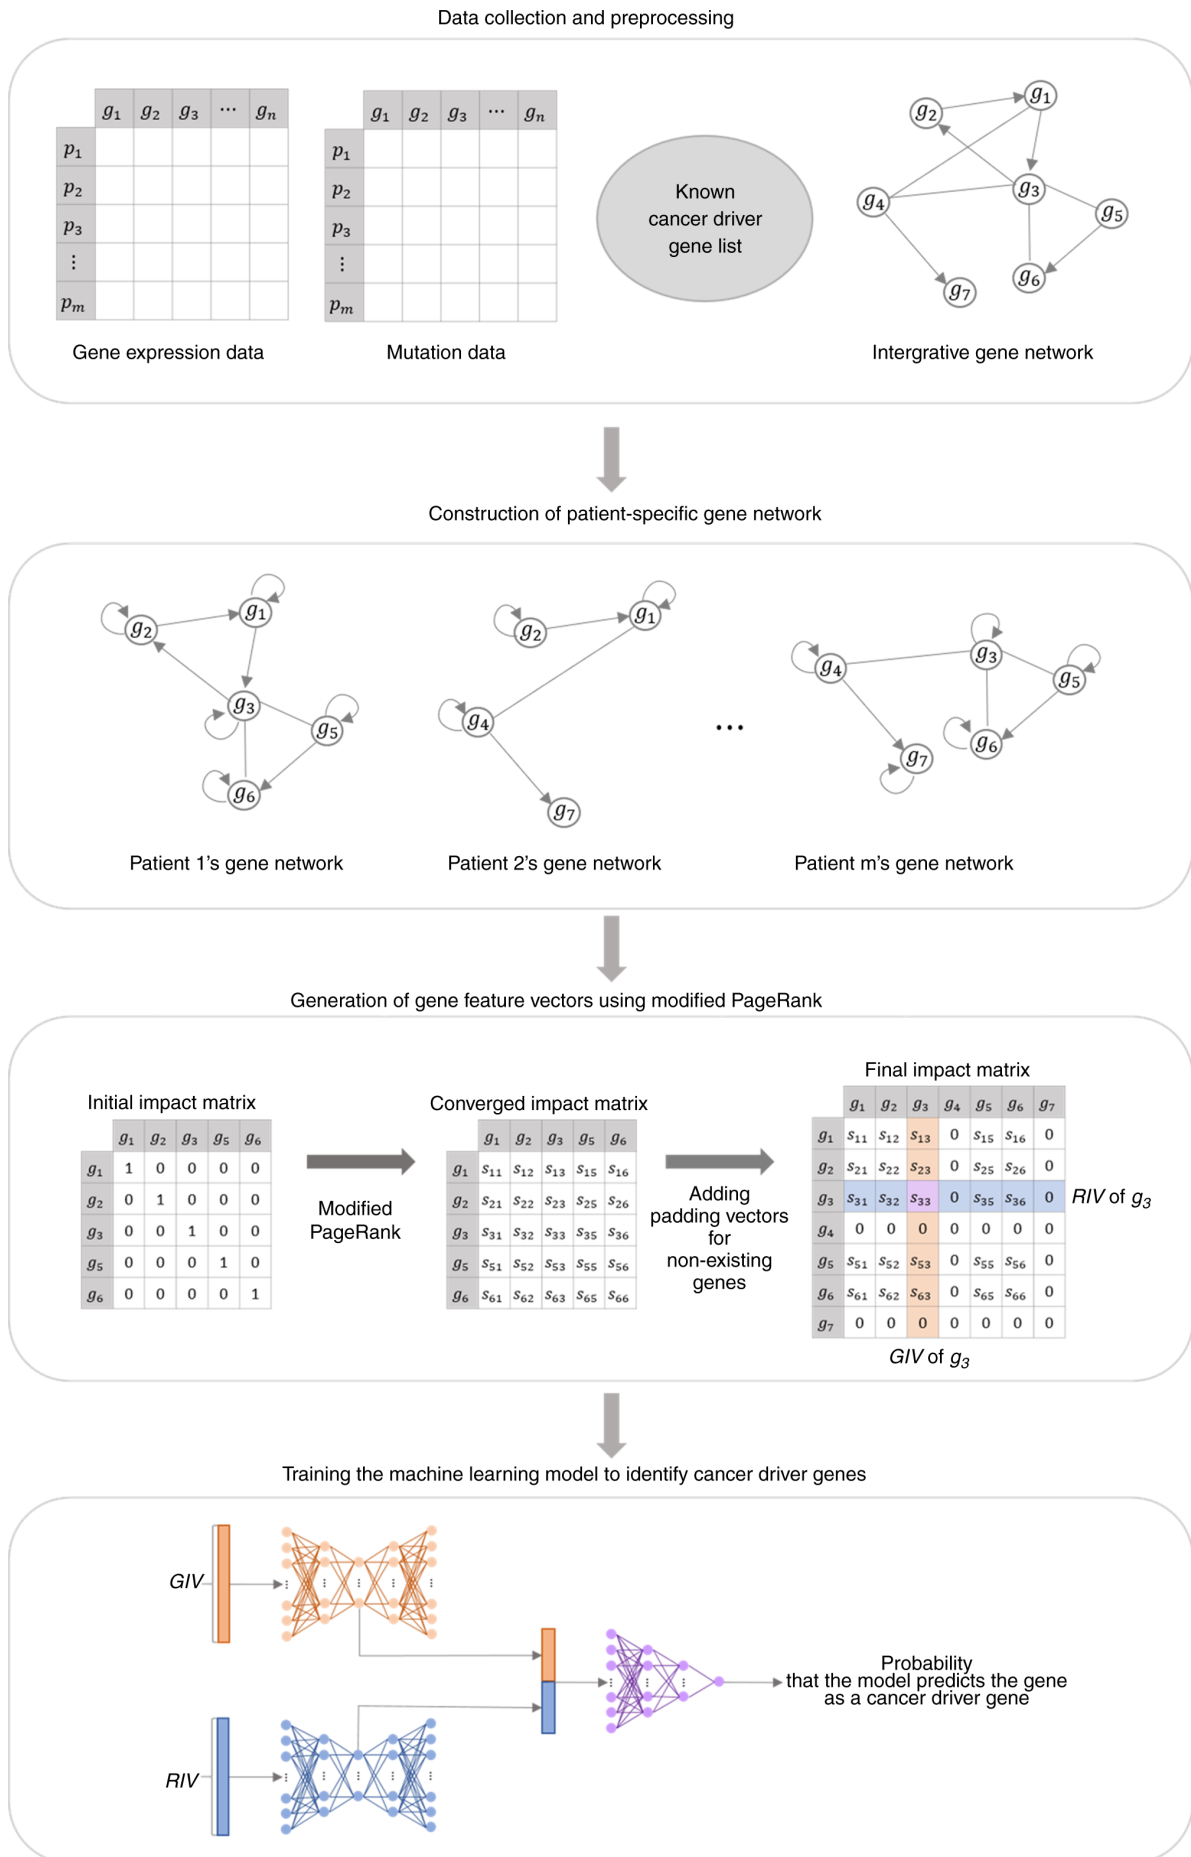 Data collection and preprocessing
g1 g2 g3 ⋯ gn
p1
p2
p3
⋮
pm
Gene expression data
g1 g2 g3 ⋯ gn
p1
p2
p3
⋮
pm
Mutation data
Known
cancer driver
gene list
g1
g2
g3
g4
g5
g6
g7
Intergrative gene network
Construction of patient-specific gene network
g1
g2
g3
g5
g6
Patient 1's gene network
g1
g2
g4
g7
Patient 2's gene network
...
g3
g4
g5
g6
g7
Patient m's gene network
Generation of gene feature vectors using modified PageRank
Initial impact matrix
g1 g2 g3 g5 g6
g1 1 0 0 0 0
g2 0 1 0 0 0
g3 0 0 1 0 0
g5 0 0 0 1 0
g6 0 0 0 0 1
Modified
PageRank
Converged impact matrix
g1 g2 g3 g5 g6
g1 s11 s12 s13 s15 s16
g2 s21 s22 s23 s25 s26
g3 s31 s32 s33 s35 s36
g5 s51 s52 s53 s55 s56
g6 s61 s62 s63 s65 s66
Adding
padding vectors
for
non-existing
genes
Final impact matrix
g1 g2 g3 g4 g5 g6 g7
g1 s11 s12 s13 0 s15 s16 0
g2 s21 s22 s23 0 s25 s26 0
g3 s31 s32 s33 0 s35 s36 0
g4 0 0 0 0 0 0 0
g5 s51 s52 s53 0 s55 s56 0
g6 s61 s62 s63 0 s65 s66 0
g7 0 0 0 0 0 0 0
RIV of g3
GIV of g3
Training the machine learning model to identify cancer driver genes
GIV
RIV
Probability
that the model predicts the gene
as a cancer driver gene